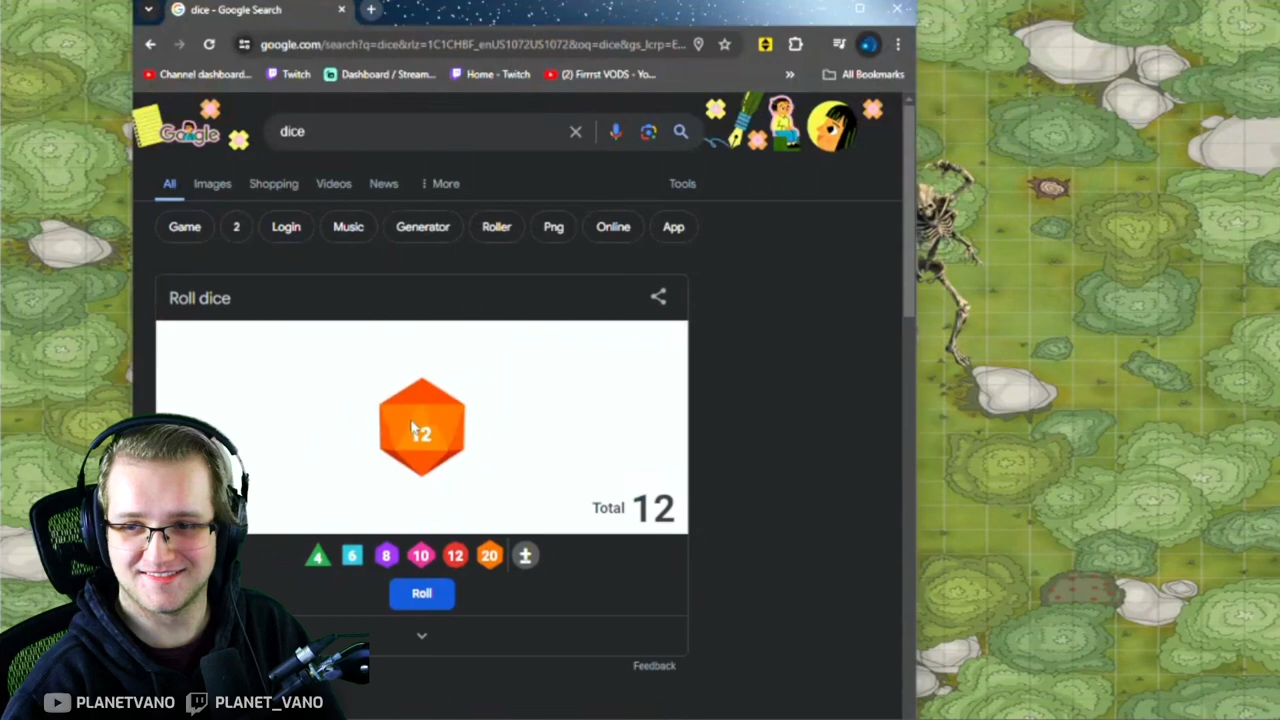 dice - Google Search
google.com/search?q=dice&rlz=1C1CHBF_enUS1072US1072&oq=dice&gs_lcrp=E...
Channel dashboard...
Twitch
Dashboard / Stream...
Home - Twitch
(2) Firrrst VODS - Yo...
»
All Bookmarks
Google
dice
All
Images
Shopping
Videos
News
More
Tools
Game
2
Login
Music
Generator
Roller
Png
Online
App
Roll dice
12
Total 12
4
6
8
10
12
20
±
Roll
Feedback
PLANETVANO
PLANET_VANO